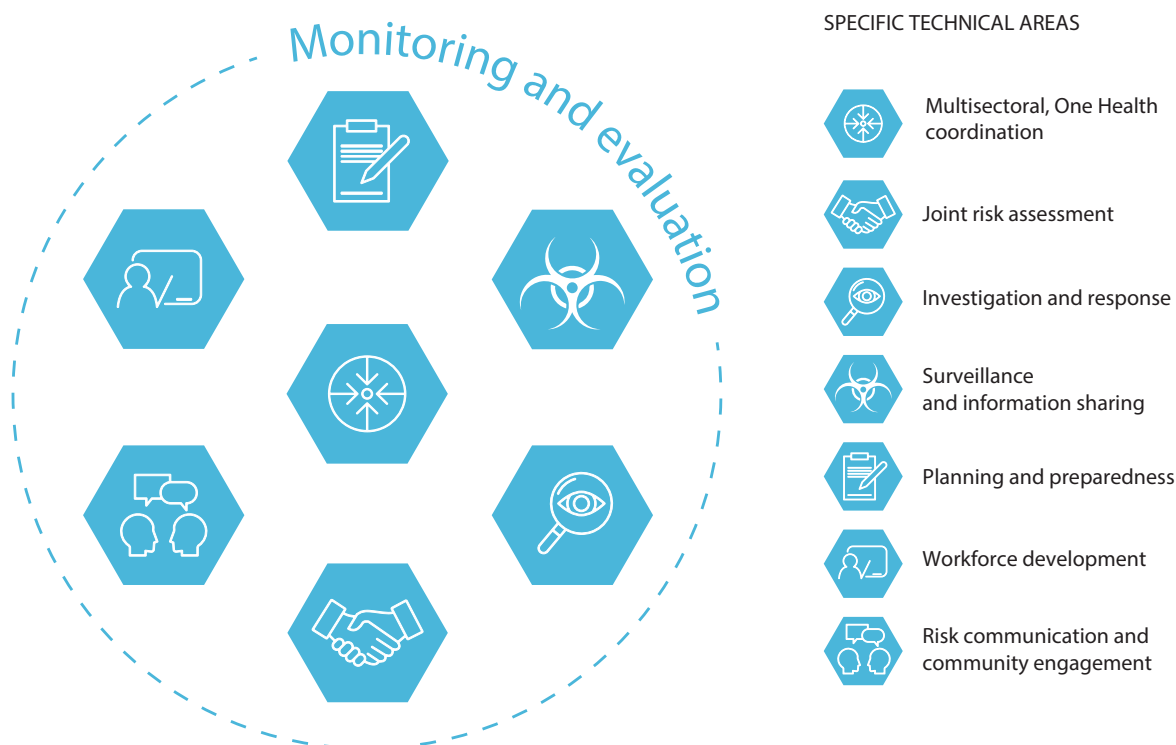 Monitoring and evaluation
SPECIFIC TECHNICAL AREAS
Multisectoral, One Health
coordination
Joint risk assessment
Investigation and response
Surveillance
and information sharing
Planning and preparedness
Workforce development
Risk communication and
community engagement